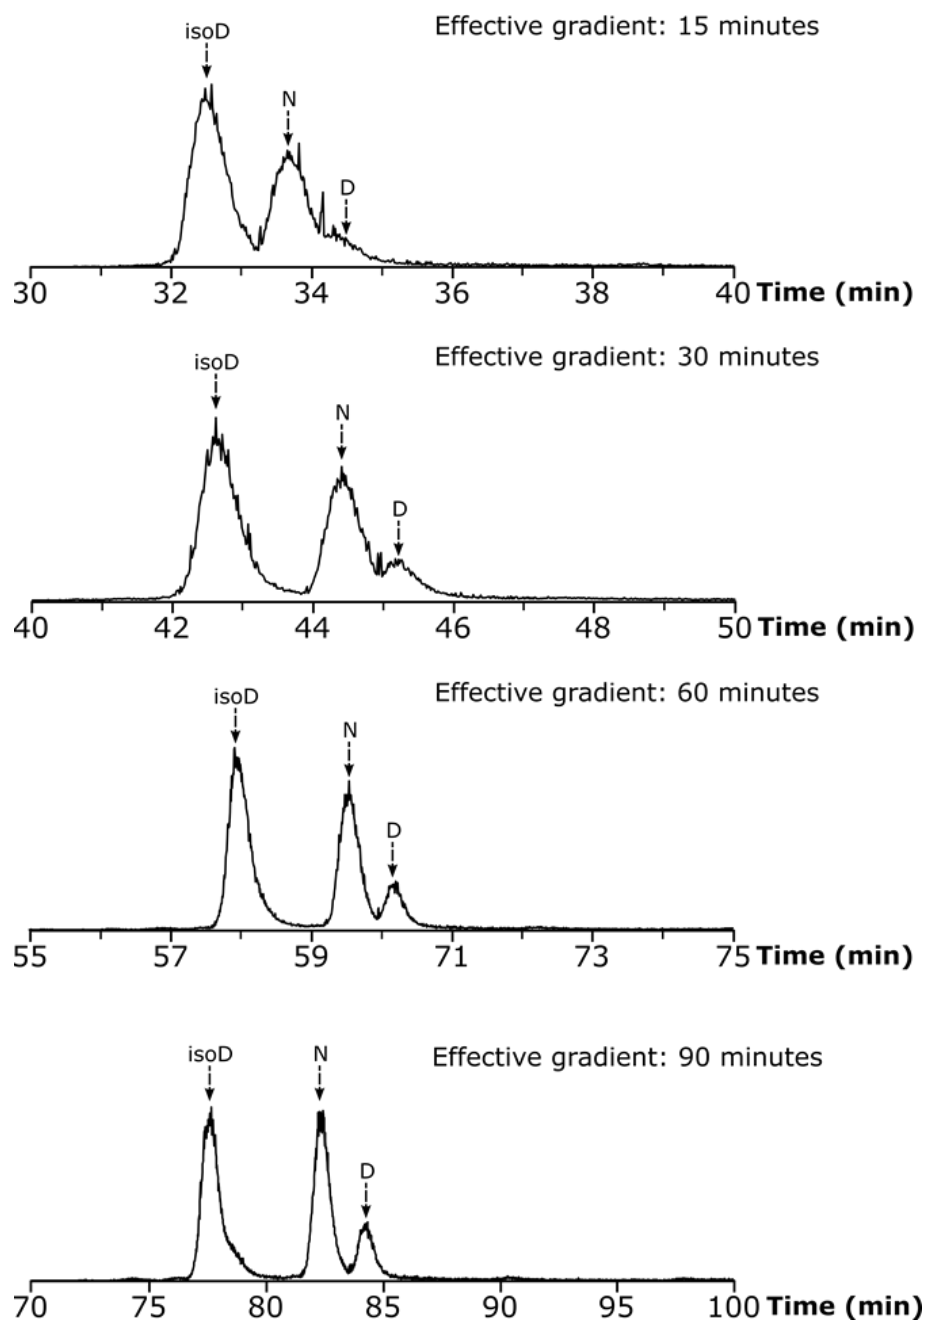 Effective gradient: 15 minutes
isoD
N
D
30 32 34 36 38 40 Time (min)
Effective gradient: 30 minutes
isoD
N
D
40 42 44 46 48 50 Time (min)
Effective gradient: 60 minutes
isoD
N
D
55 57 59 71 73 75 Time (min)
Effective gradient: 90 minutes
isoD
N
D
70 75 80 85 90 95 100 Time (min)